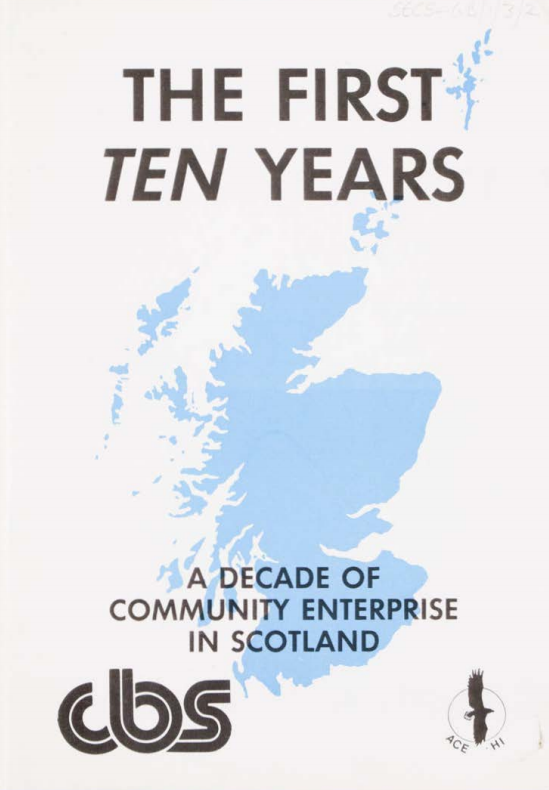 THE FIRST
TEN YEARS
A DECADE OF
COMMUNITY ENTERPRISE
IN SCOTLAND
cbs
ACE · HI